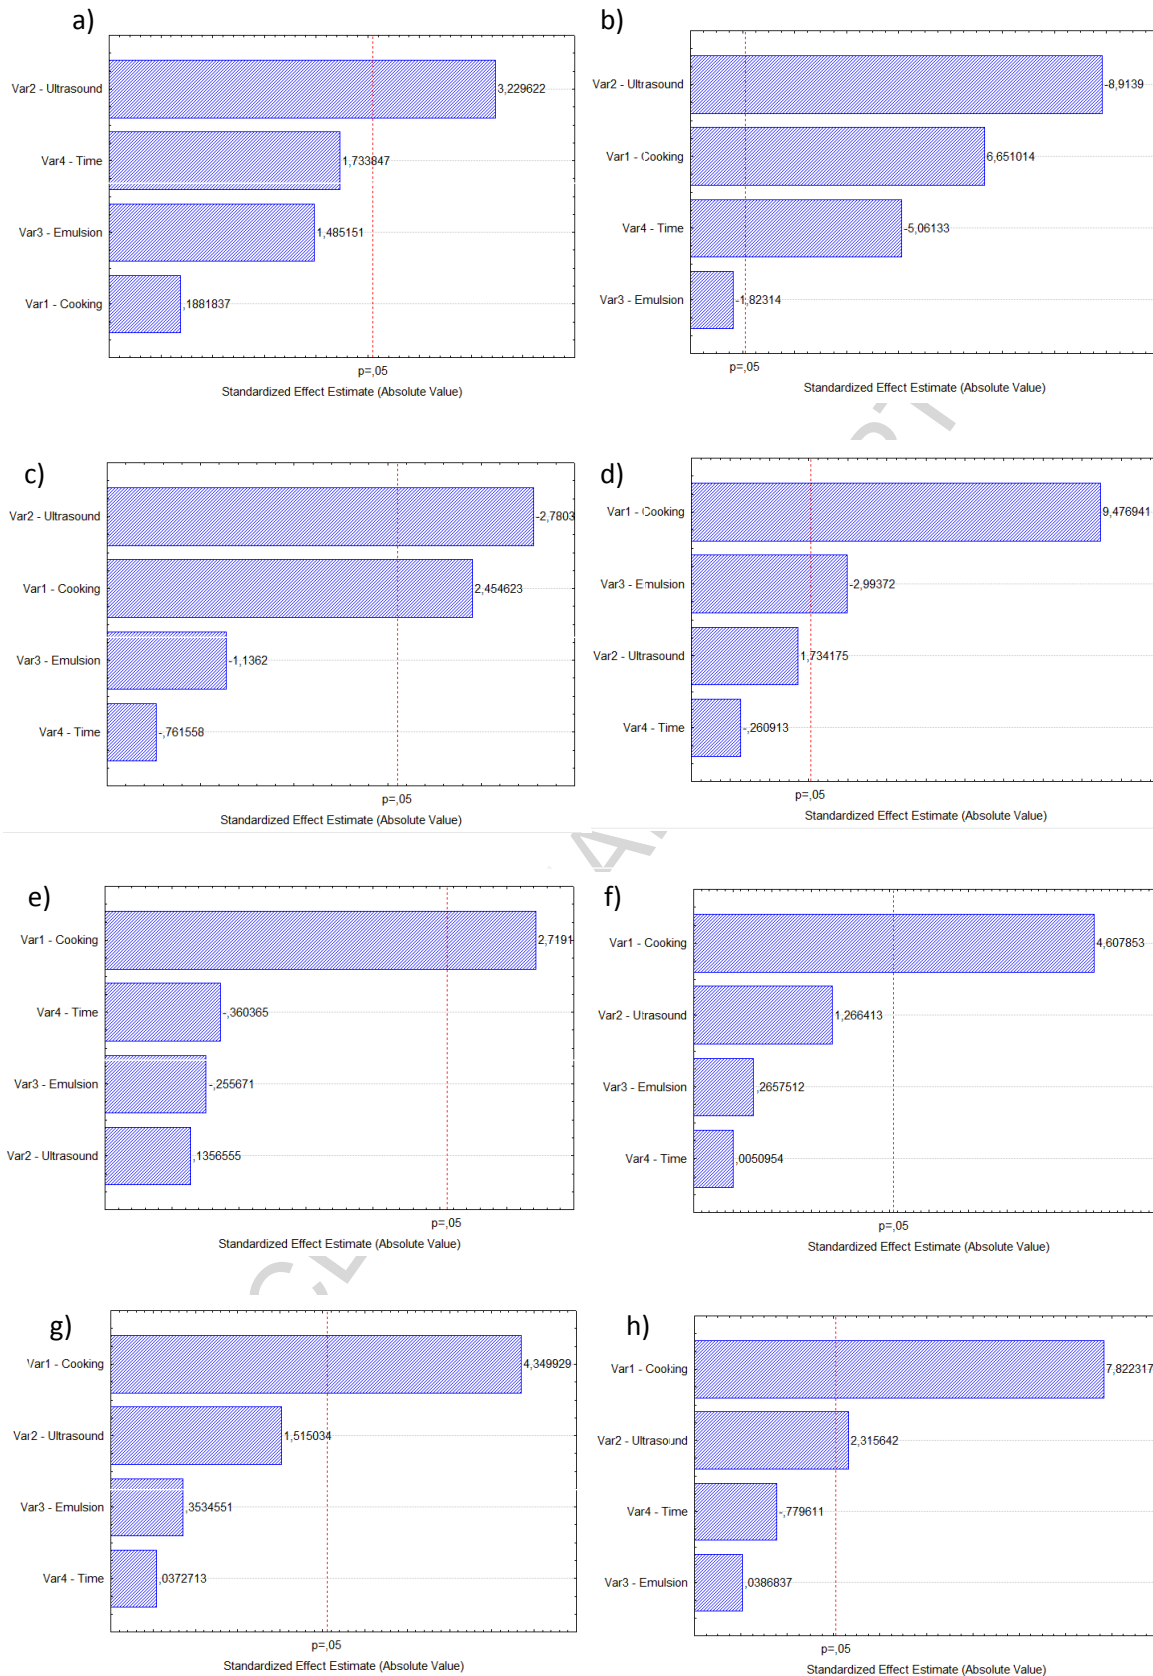 a)
Var2 - Ultrasound
3,229622
Var4 - Time
1,733847
Var3 - Emulsion
1,485151
Var1 - Cooking
,1881837
p=,05
Standardized Effect Estimate (Absolute Value)
b)
Var2 - Ultrasound
-8,9139
Var1 - Cooking
6,651014
Var4 - Time
-5,06133
Var3 - Emulsion
-1,82314
p=,05
Standardized Effect Estimate (Absolute Value)
c)
Var2 - Ultrasound
-2,7803
Var1 - Cooking
2,454623
Var3 - Emulsion
-1,1362
Var4 - Time
-,761558
p=,05
Standardized Effect Estimate (Absolute Value)
d)
Var1 - Cooking
9,476941
Var3 - Emulsion
-2,99372
Var2 - Ultrasound
1,734175
Var4 - Time
-,260913
p=,05
Standardized Effect Estimate (Absolute Value)
e)
Var1 - Cooking
2,7191
Var4 - Time
-,360365
Var3 - Emulsion
-,255671
Var2 - Ultrasound
,1356555
p=,05
Standardized Effect Estimate (Absolute Value)
f)
Var1 - Cooking
4,607853
Var2 - Utrasound
1,266413
Var3 - Emulsion
,2657512
Var4 - Time
,0050954
p=,05
Standardized Effect Estimate (Absolute Value)
g)
Var1 - Cooking
4,349929
Var2 - Ultrasound
1,515034
Var3 - Emulsion
,3534551
Var4 - Time
,0372713
p=,05
Standardized Effect Estimate (Absolute Value)
h)
Var1 - Cooking
7,822317
Var2 - Ultrasound
2,315642
Var4 - Time
-,779611
Var3 - Emulsion
,0386837
p=,05
Standardized Effect Estimate (Absolute Value)